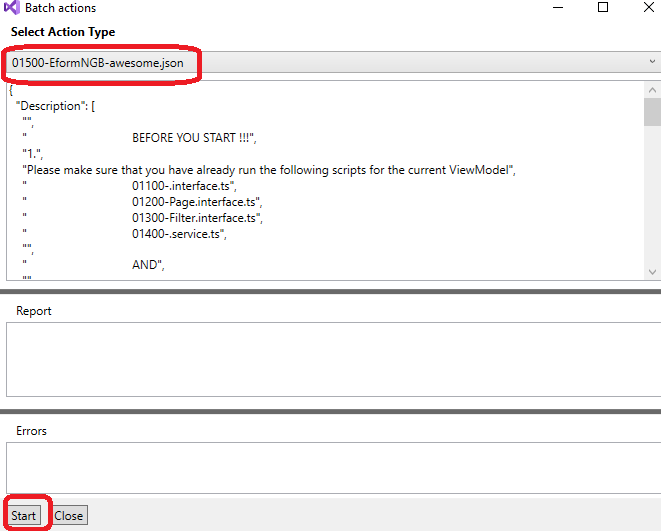 Batch actions
Select Action Type
01500-EformNGB-awesome.json
{
"Description": [
"",
" BEFORE YOU START !!!",
"1.",
"Please make sure that you have already run the following scripts for the current ViewModel",
" 01100-.interface.ts",
" 01200-Page.interface.ts",
" 01300-Filter.interface.ts",
" 01400-.service.ts",
"",
" AND",
""
Report
Errors
Start Close